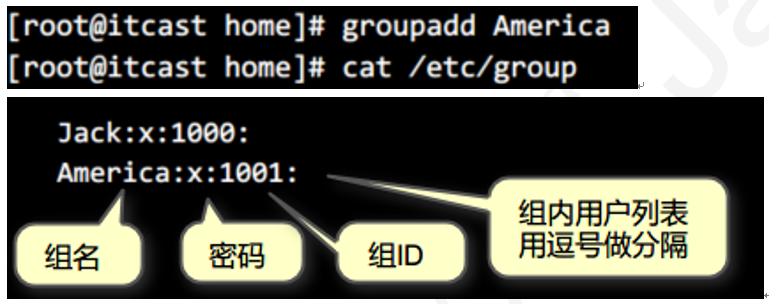 [root@itcast home]# groupadd America
[root@itcast home]# cat /etc/group
Jack:x:1000:
America:x:1001:
组名
密码
组ID
组内用户列表
用逗号做分隔